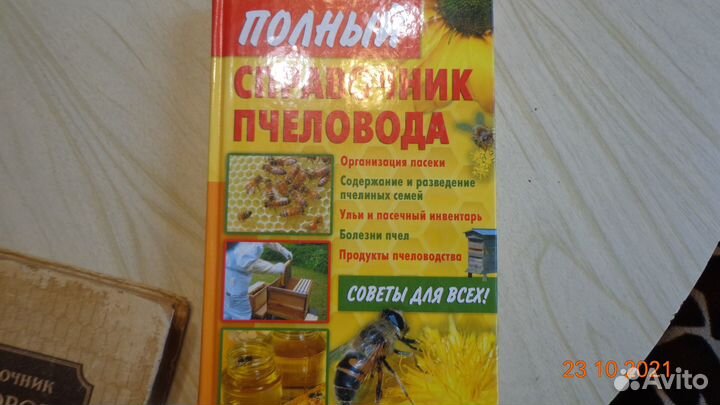 ПОЛНЫЙ
СПРАВОЧНИК
ПЧЕЛОВОДА
Организация пасеки
Содержание и разведение
пчелиных семей
Ульи и пасечный инвентарь
Болезни пчел
Продукты пчеловодства
СОВЕТЫ ДЛЯ ВСЕХ!
23 10 2021
Avito